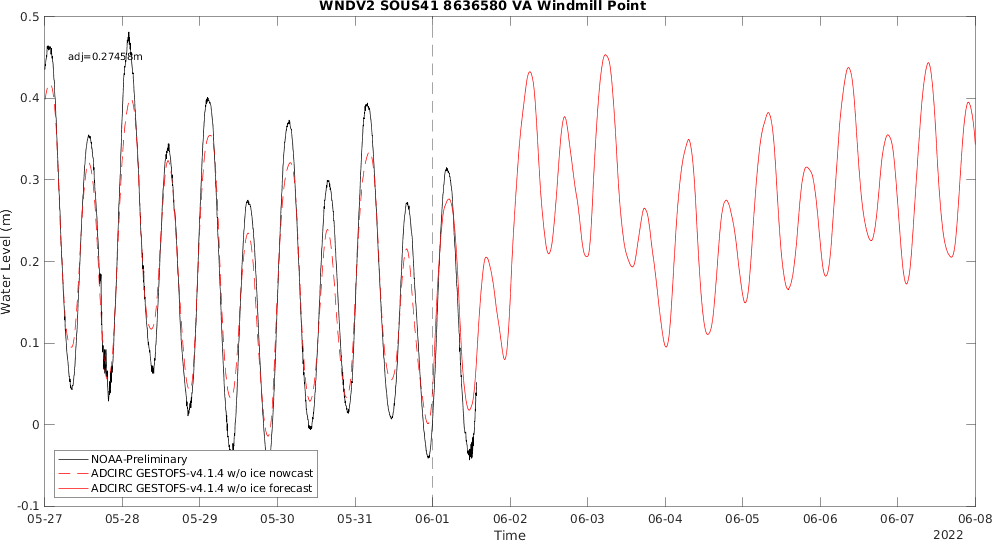 WNDV2 SOUS41 8636580 VA Windmill Point
adj=0.27458m
Water Level (m)
0.5
0.4
0.3
0.2
0.1
0
-0.1
NOAA-Preliminary
ADCIRC GESTOFS-v4.1.4 w/o ice nowcast
ADCIRC GESTOFS-v4.1.4 w/o ice forecast
05-27 05-28 05-29 05-30 05-31 06-01 06-02 06-03 06-04 06-05 06-06 06-07 06-08
Time
2022